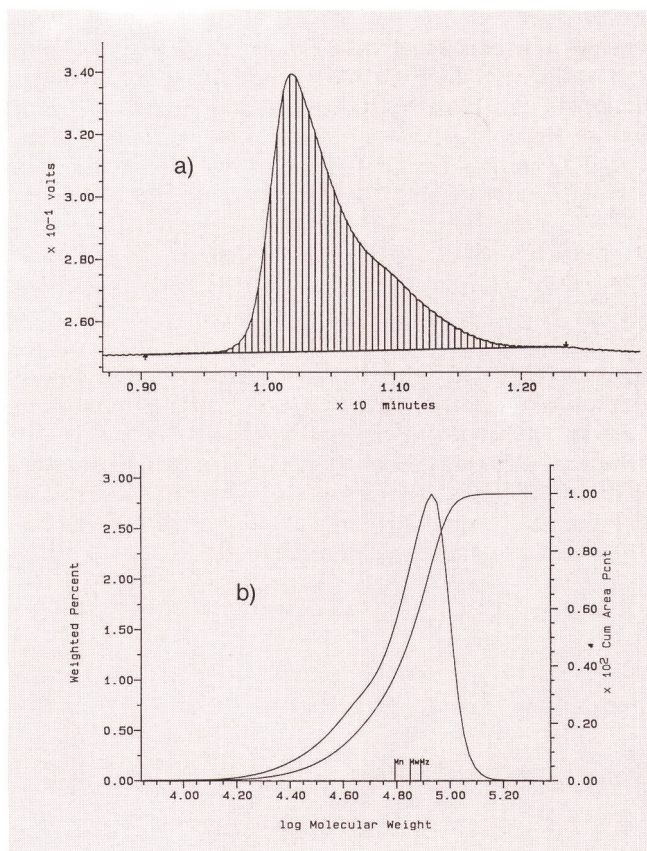 3.40
3.20
a)
3.00
2.80
2.60
x 10⁻¹ volts
0.90 1.00 1.10 1.20
x 10 minutes
3.00
2.50
2.00
b)
1.50
1.00
0.50
0.00
Weighted Percent
1.00
0.80
0.60
0.40
0.20
0.00
x 10² Cum Area Pcnt
Mn Mw Mz
4.00 4.20 4.40 4.60 4.80 5.00 5.20
log Molecular Weight